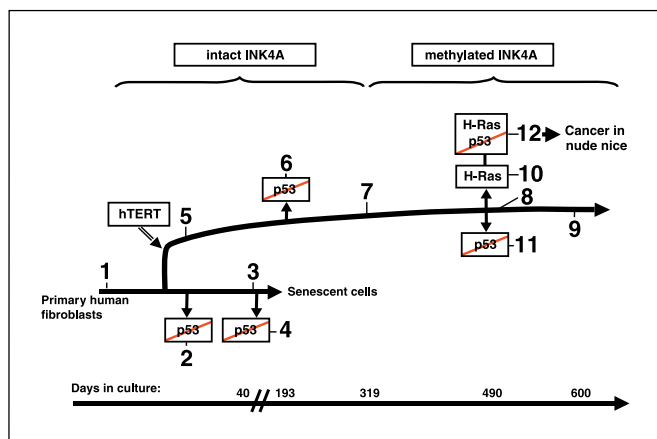 intact INK4A
methylated INK4A
H-Ras
p53
12
Cancer in
nude nice
6
p53
H-Ras
10
7
8
hTERT
5
9
p53
11
1
3
Primary human
fibroblasts
Senescent cells
p53
p53
4
2
Days in culture:
40
193
319
490
600